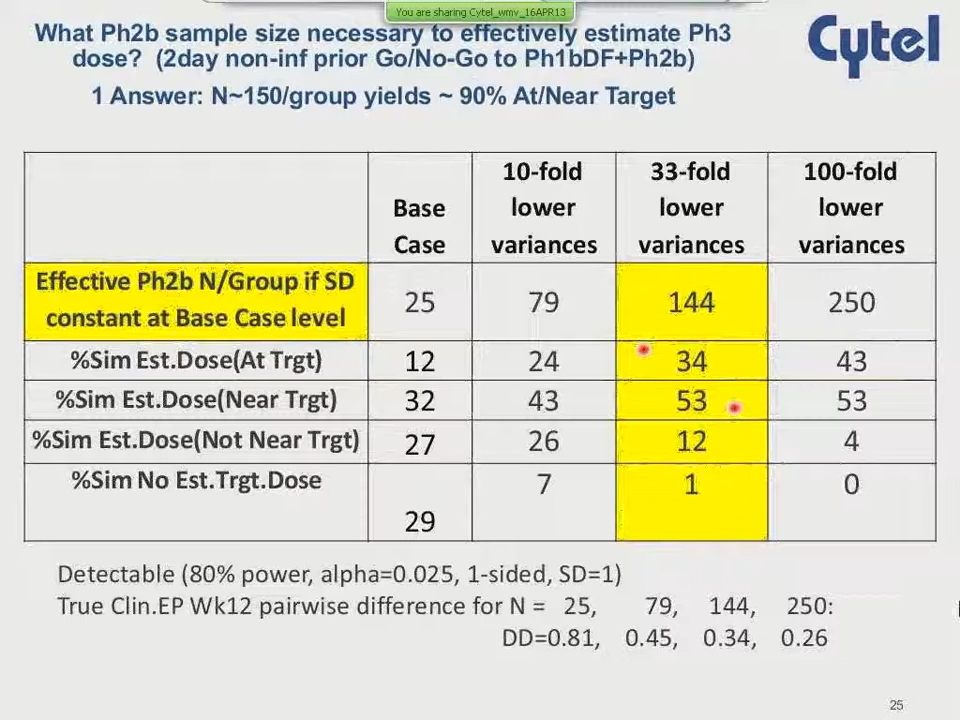 You are sharing Cytel_wmv_16APR13
What Ph2b sample size necessary to effectively estimate Ph3
dose? (2day non-inf prior Go/No-Go to Ph1bDF+Ph2b)
1 Answer: N~150/group yields ~ 90% At/Near Target
Cytel
Base
Case
10-fold
lower
variances
33-fold
lower
variances
100-fold
lower
variances
Effective Ph2b N/Group if SD
constant at Base Case level
25 79 144 250
%Sim Est.Dose(At Trgt) 12 24 34 43
%Sim Est.Dose(Near Trgt) 32 43 53 53
%Sim Est.Dose(Not Near Trgt) 27 26 12 4
%Sim No Est.Trgt.Dose 29 7 1 0
Detectable (80% power, alpha=0.025, 1-sided, SD=1)
True Clin.EP Wk12 pairwise difference for N = 25, 79, 144, 250:
DD=0.81, 0.45, 0.34, 0.26
25